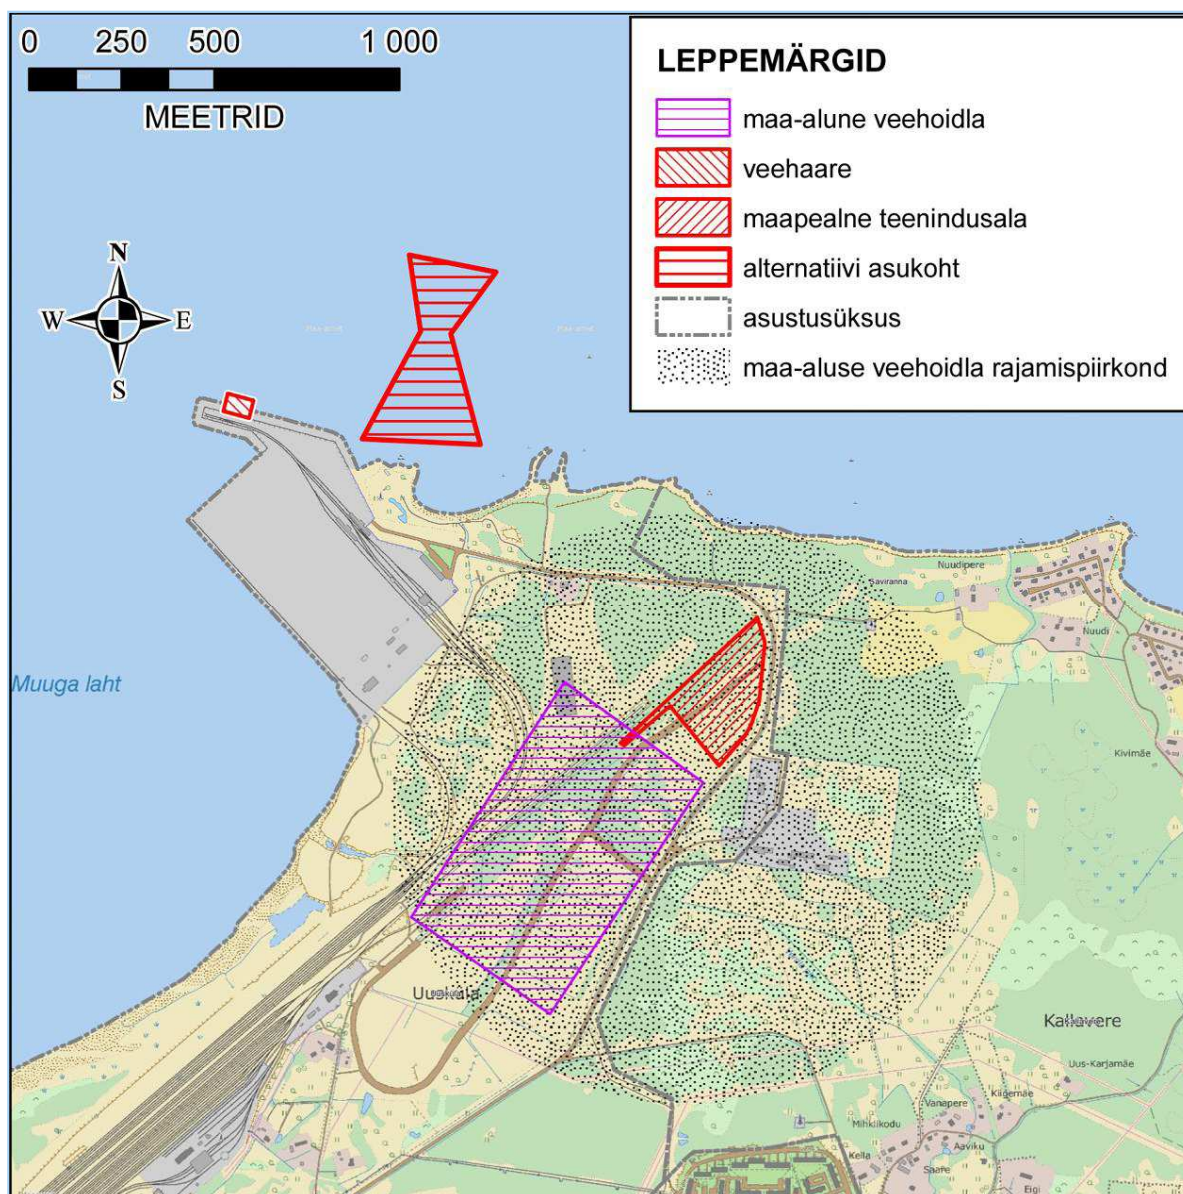 0 250 500 1 000
MEETRID
LEPPEMÄRGID
maa-alune veehoidla
veehaare
maapealne teenindusala
alternatiivi asukoht
asustusüksus
maa-aluse veehoidla rajamispiirkond
N
W E
S
Nuudipere
Saviranna
Nuudi
Muuga laht
Kivimäe
Uusküla
Kallavere
Uus-Karjamäe
Kiigemäe
Vanapere
Mihklikodu
Aaviku
Kella
Saare
Eigi